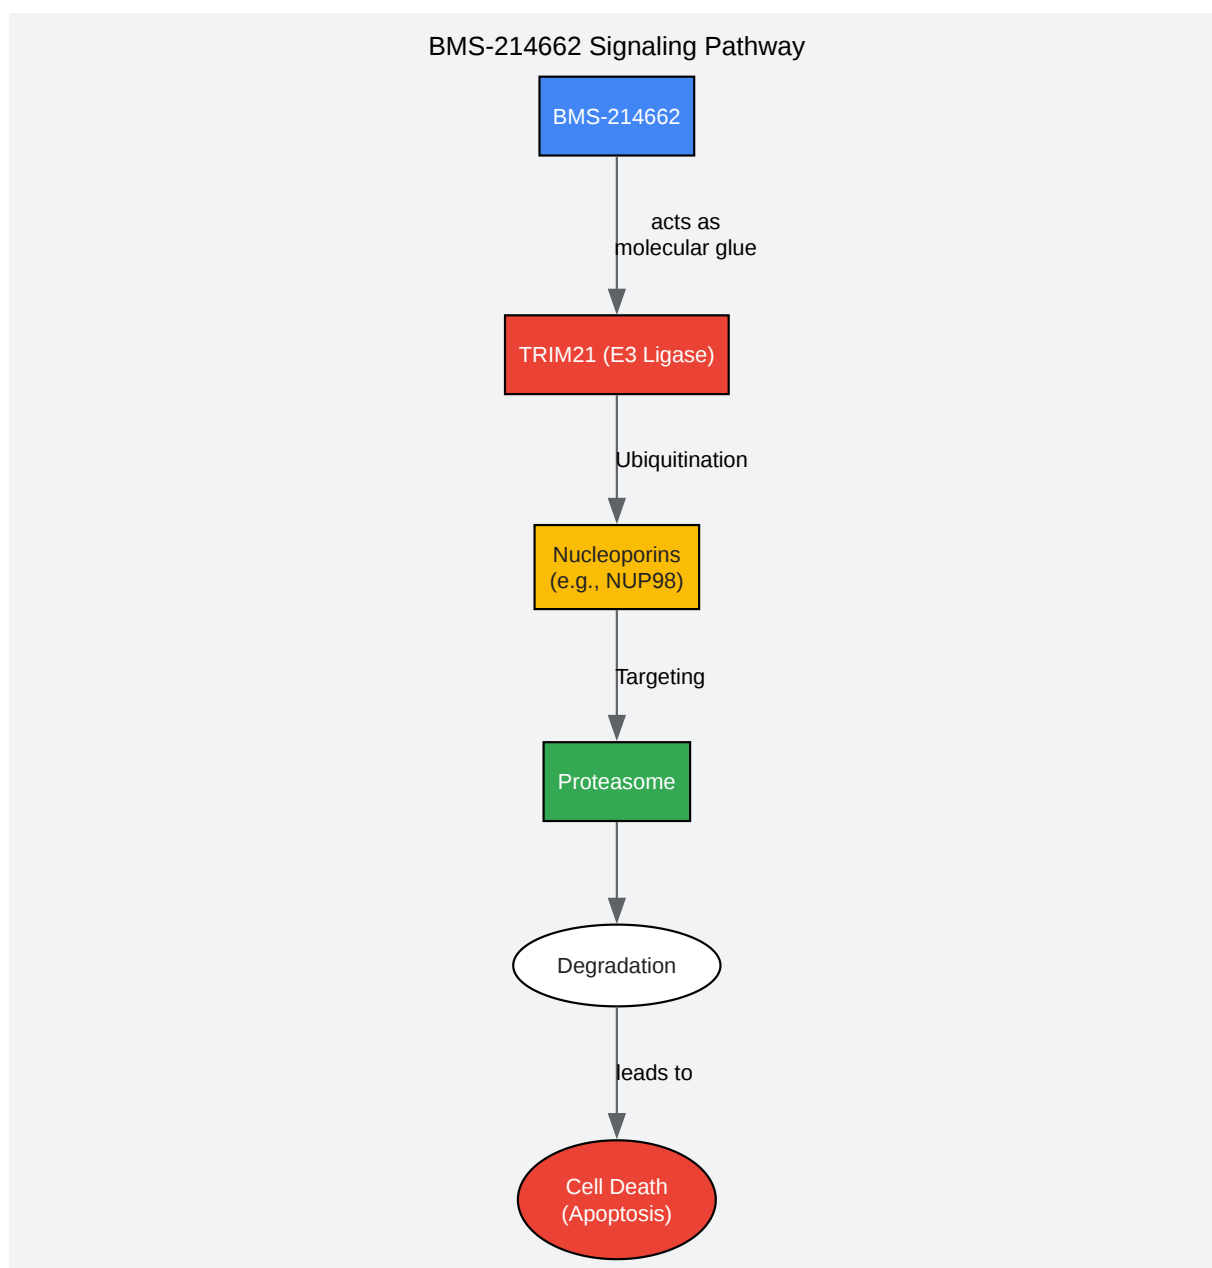 BMS-214662 Signaling Pathway
BMS-214662
acts as
molecular glue
TRIM21 (E3 Ligase)
Ubiquitination
Nucleoporins
(e.g., NUP98)
Targeting
Proteasome
Degradation
leads to
Cell Death
(Apoptosis)